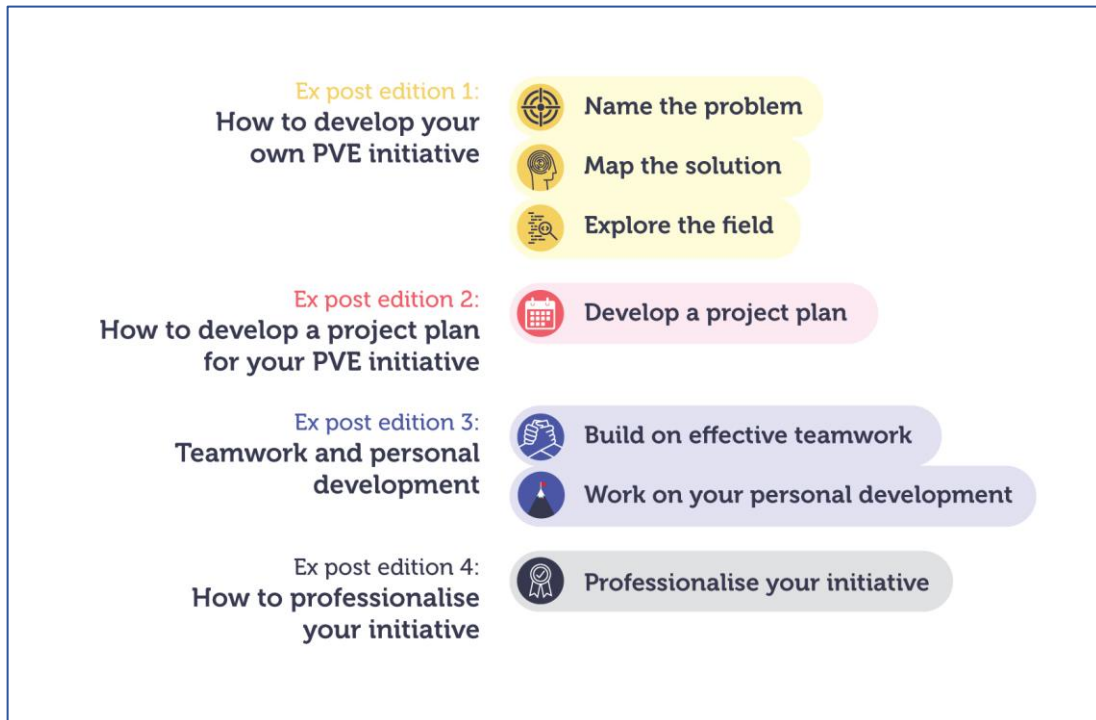 Ex post edition 1:
How to develop your
own PVE initiative
Name the problem
Map the solution
Explore the field
Ex post edition 2:
How to develop a project plan
for your PVE initiative
Develop a project plan
Ex post edition 3:
Teamwork and personal
development
Build on effective teamwork
Work on your personal development
Ex post edition 4:
How to professionalise
your initiative
Professionalise your initiative